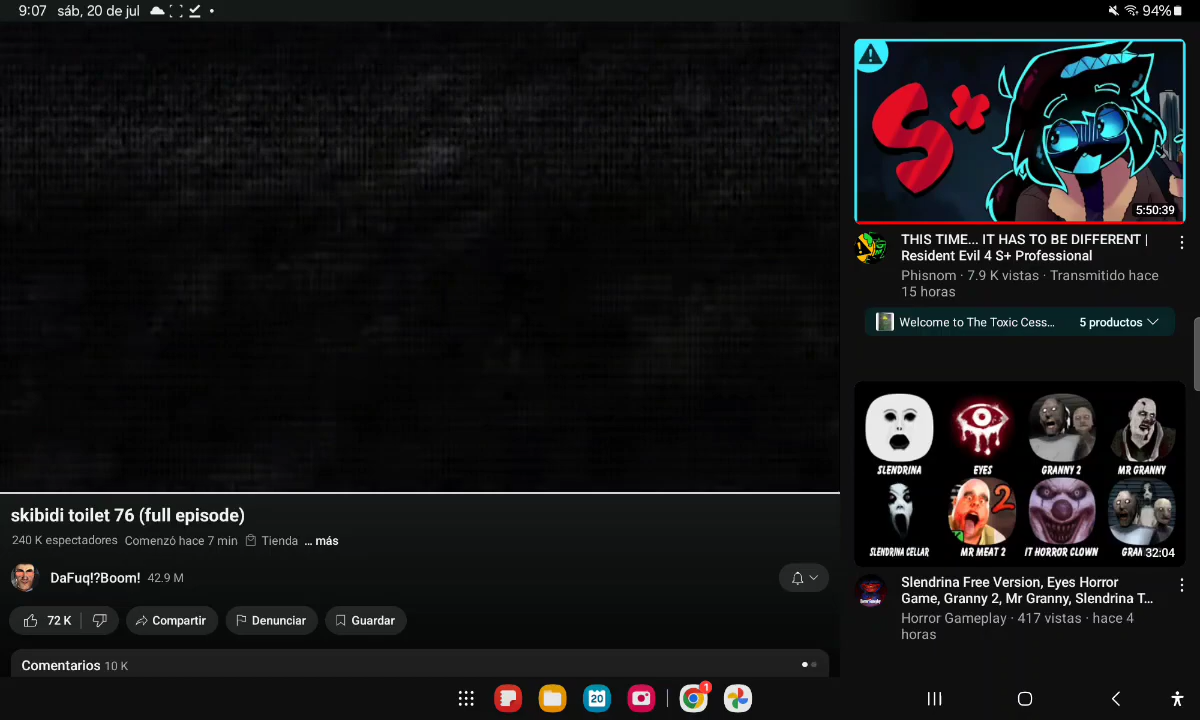 9:07 sáb, 20 de jul
94%
S+
5:50:39
THIS TIME... IT HAS TO BE DIFFERENT |
Resident Evil 4 S+ Professional
Phisnom · 7.9 K vistas · Transmitido hace
15 horas
Welcome to The Toxic Cess... 5 productos
SLENDRINA EYES GRANNY 2 MR GRANNY
2
SLENDRINA CELLAR MR MEAT 2 IT HORROR CLOWN GRAN 32:04
Slendrina Free Version, Eyes Horror
Game, Granny 2, Mr Granny, Slendrina T...
Horror Gameplay · 417 vistas · hace 4
horas
skibidi toilet 76 (full episode)
240 K espectadores Comenzó hace 7 min Tienda ... más
DaFuq!?Boom! 42.9 M
72 K Compartir Denunciar Guardar
Comentarios 10 K
20
1